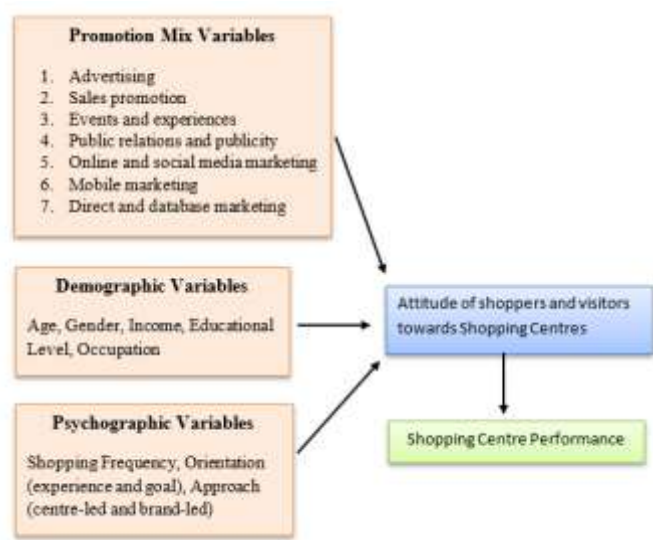 Promotion Mix Variables
1. Advertising
2. Sales promotion
3. Events and experiences
4. Public relations and publicity
5. Online and social media marketing
6. Mobile marketing
7. Direct and database marketing
Demographic Variables
Age, Gender, Income, Educational
Level, Occupation
Attitude of shoppers and visitors
towards Shopping Centres
Psychographic Variables
Shopping Frequency, Orientation
(experience and goal), Approach
(centre-led and brand-led)
Shopping Centre Performance